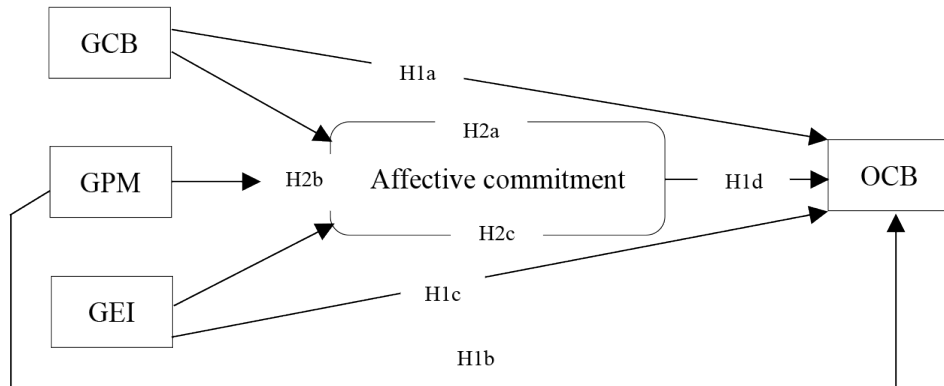 GCB
H1a
H2a
GPM
H2b
Affective commitment
H1d
OCB
H2c
GEI
H1c
H1b